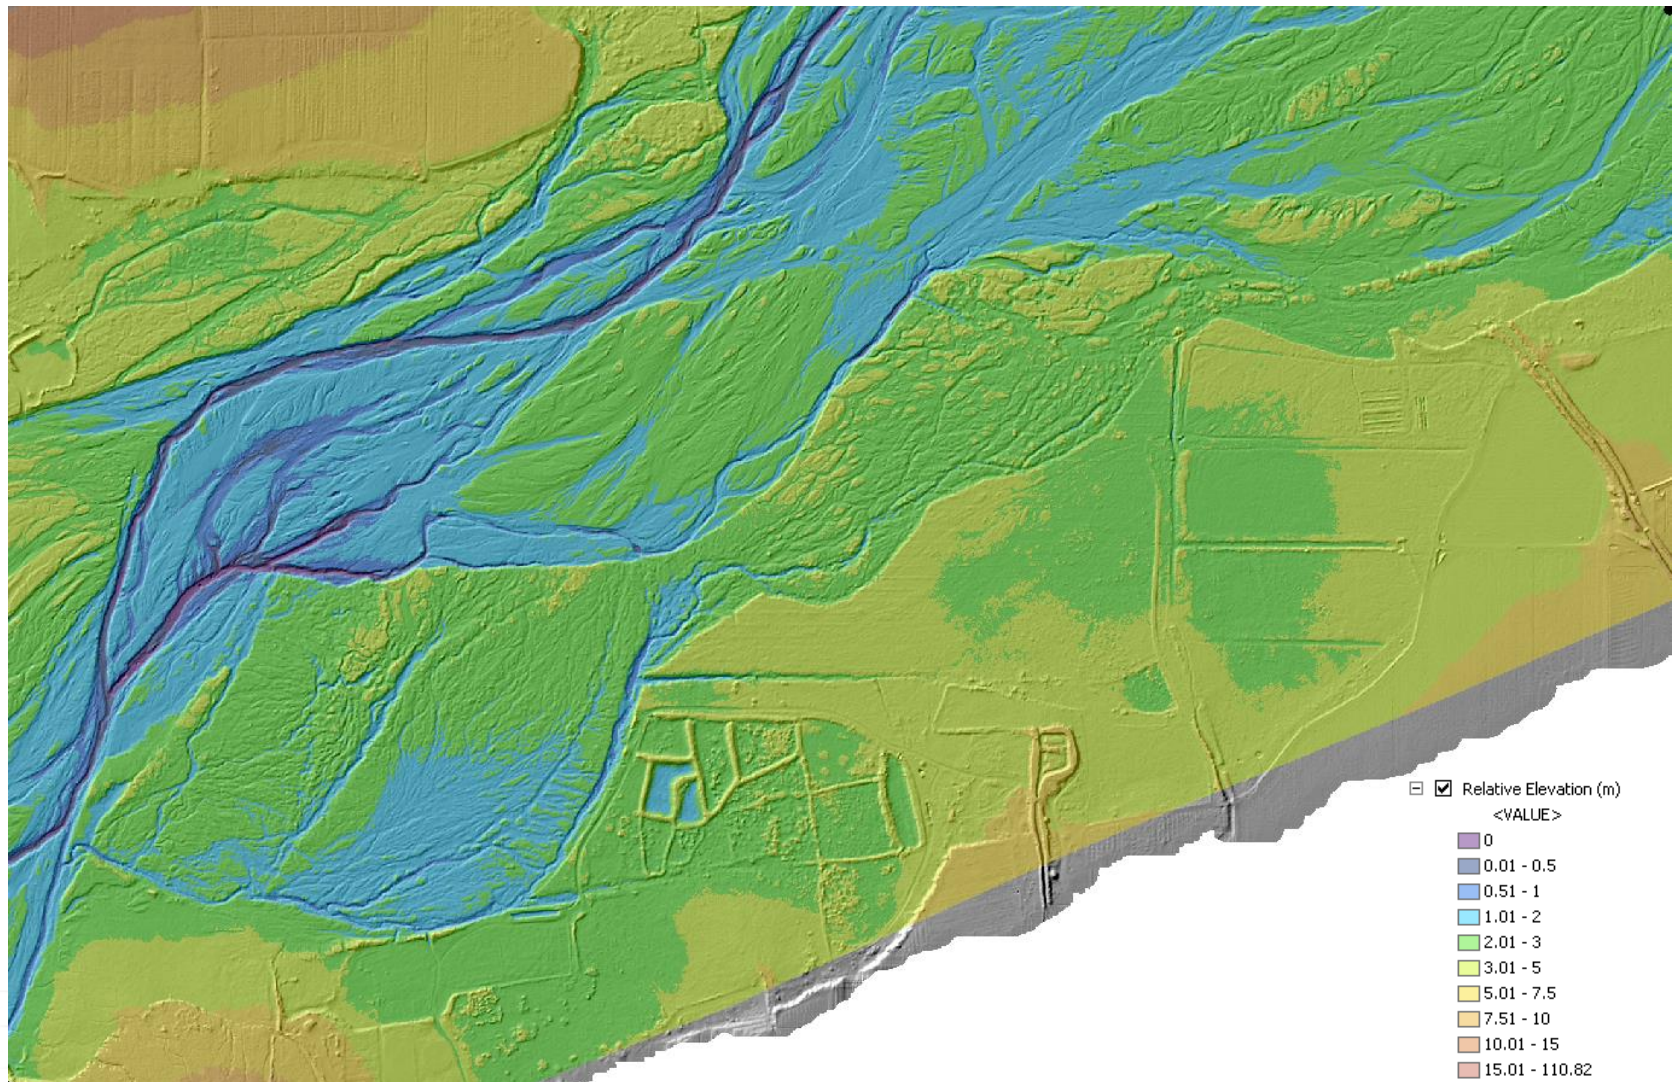 Relative Elevation (m)
<VALUE>
0
0.01 - 0.5
0.51 - 1
1.01 - 2
2.01 - 3
3.01 - 5
5.01 - 7.5
7.51 - 10
10.01 - 15
15.01 - 110.82